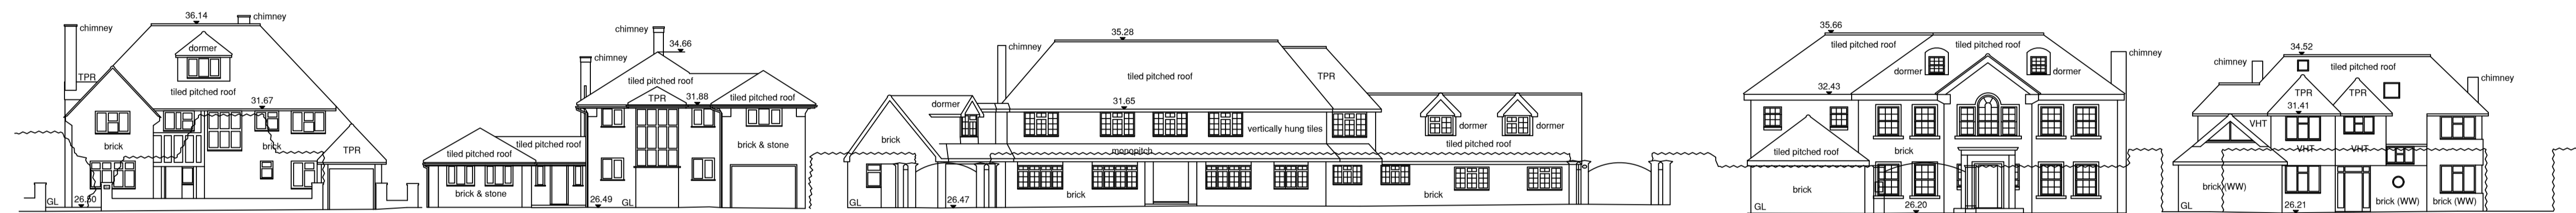 36.14
chimney
chimney
dormer
TPR
tiled pitched roof
31.67
brick
brick
TPR
GL
26.50
chimney
34.66
chimney
tiled pitched roof
TPR
31.88
tiled pitched roof
tiled pitched roof
tiled pitched roof
brick & stone
brick & stone
26.49
GL
35.28
chimney
tiled pitched roof
TPR
dormer
31.65
brick
vertically hung tiles
dormer
dormer
monopitch
tiled pitched roof
brick
brick
GL
26.47
35.66
tiled pitched roof
tiled pitched roof
chimney
dormer
dormer
32.43
tiled pitched roof
brick
brick
GL
26.20
34.52
chimney
tiled pitched roof
chimney
TPR
TPR
31.41
VHT
VHT
VHT
brick (WW)
brick (WW)
brick (WW)
GL
26.21